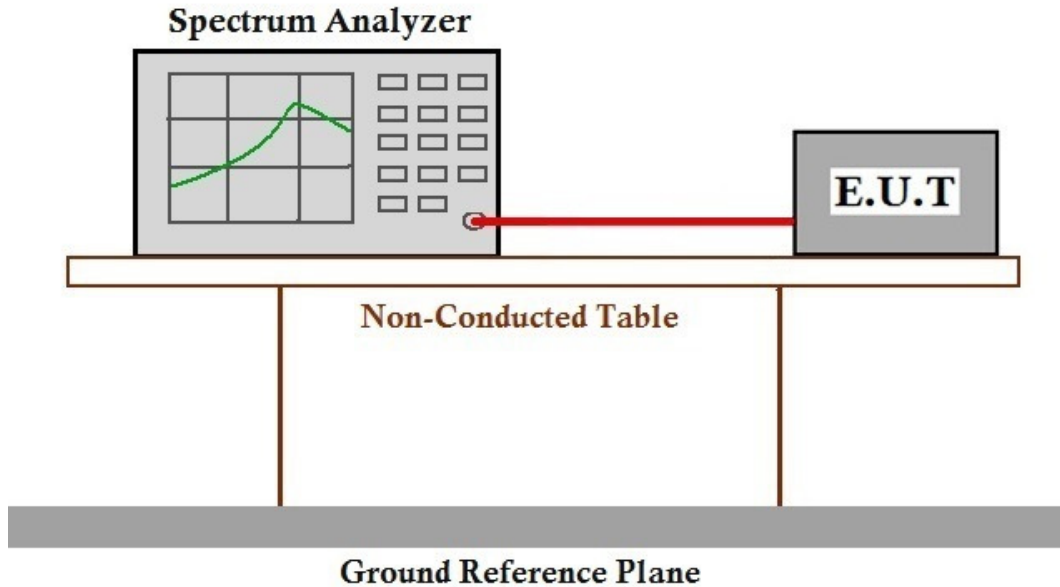 Spectrum Analyzer
E.U.T
Non-Conducted Table
Ground Reference Plane